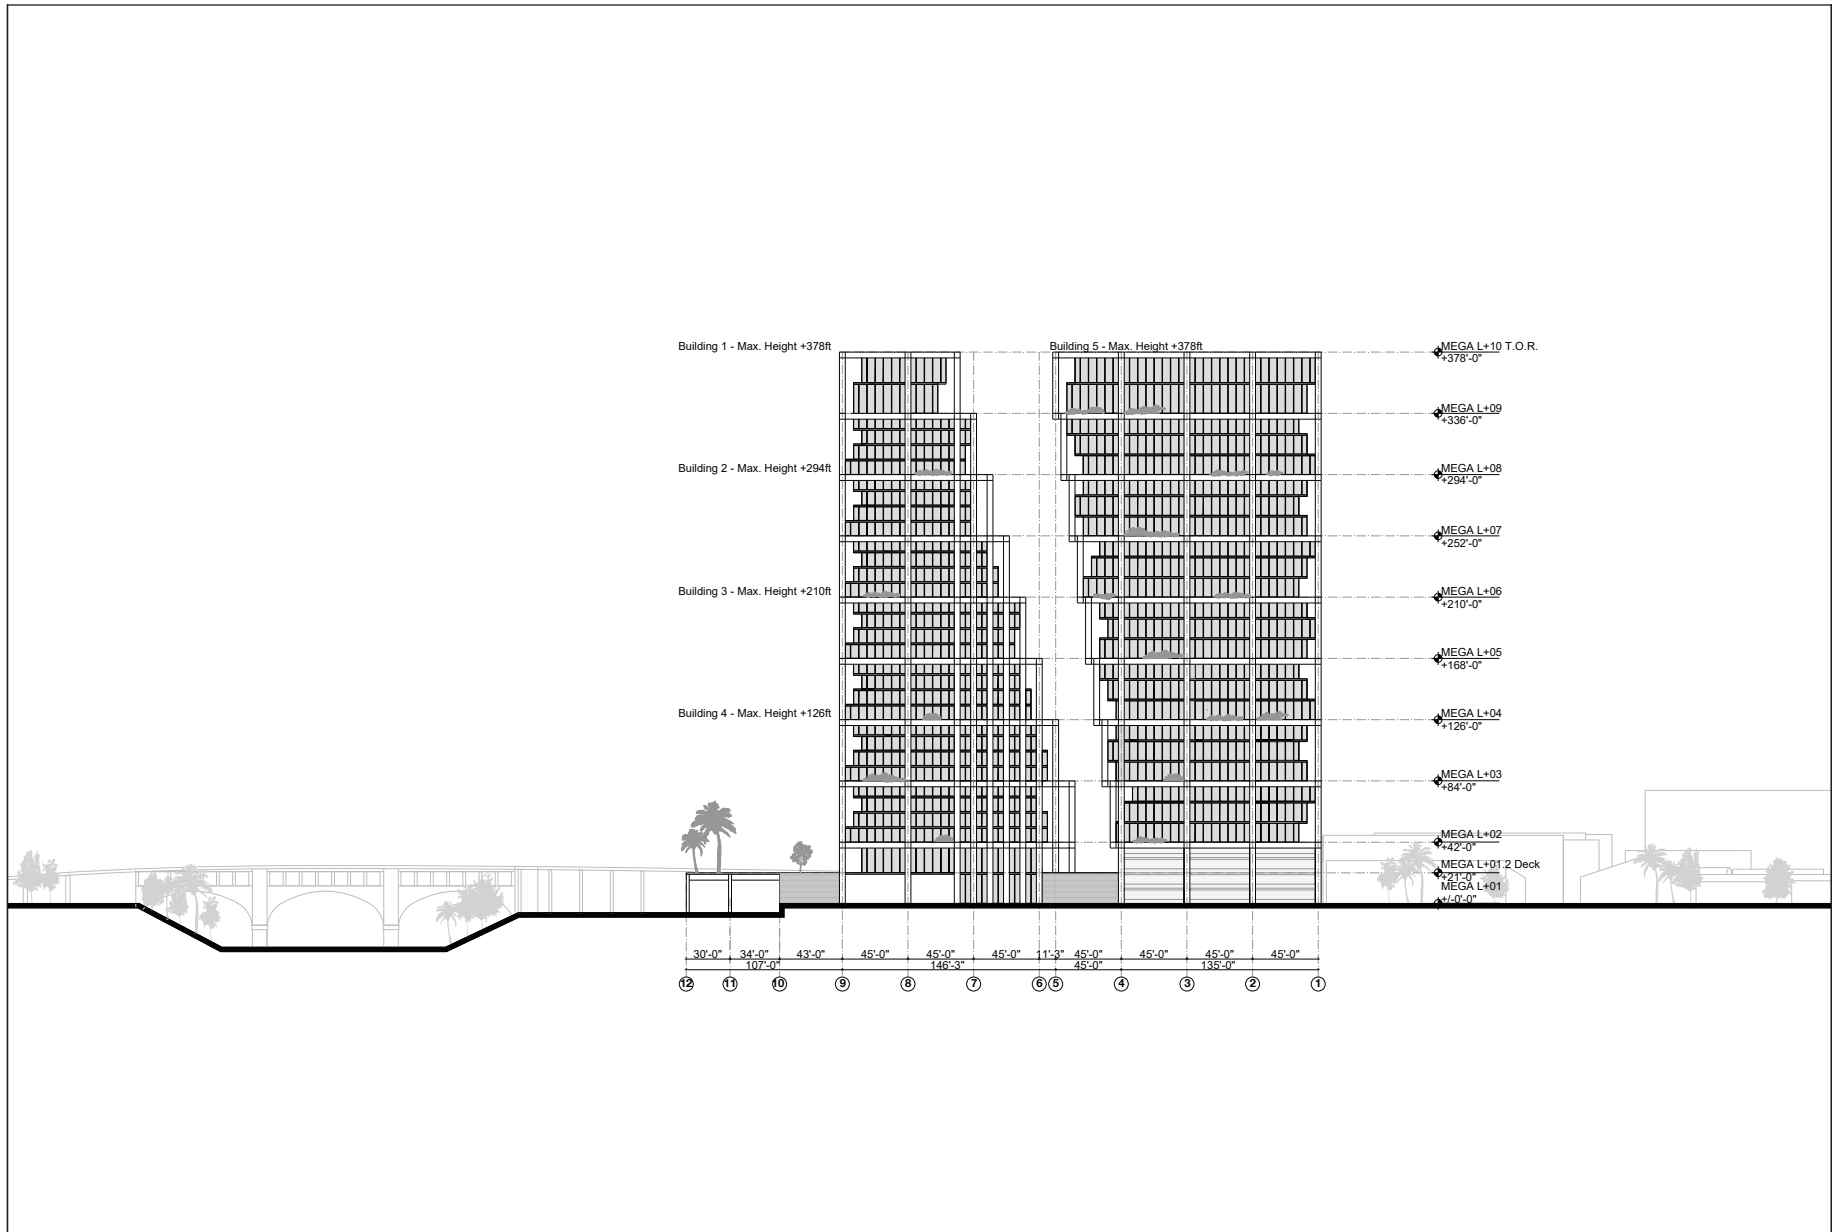 Building 1 - Max. Height +378ft
Building 5 - Max. Height +378ft
MEGA L+10 T.O.R.
+378'-0"
MEGA L+09
+336'-0"
Building 2 - Max. Height +294ft
MEGA L+08
+294'-0"
MEGA L+07
+252'-0"
Building 3 - Max. Height +210ft
MEGA L+06
+210'-0"
MEGA L+05
+168'-0"
Building 4 - Max. Height +126ft
MEGA L+04
+126'-0"
MEGA L+03
+84'-0"
MEGA L+02
+42'-0"
MEGA L+01.2 Deck
+21'-0"
MEGA L+01
+/-0'-0"
30'-0" 34'-0" 43'-0" 45'-0" 45'-0" 45'-0" 11'-3" 45'-0" 45'-0" 45'-0" 45'-0"
107'-0" 146'-3" 45'-0" 135'-0"
12 11 10 9 8 7 6 5 4 3 2 1